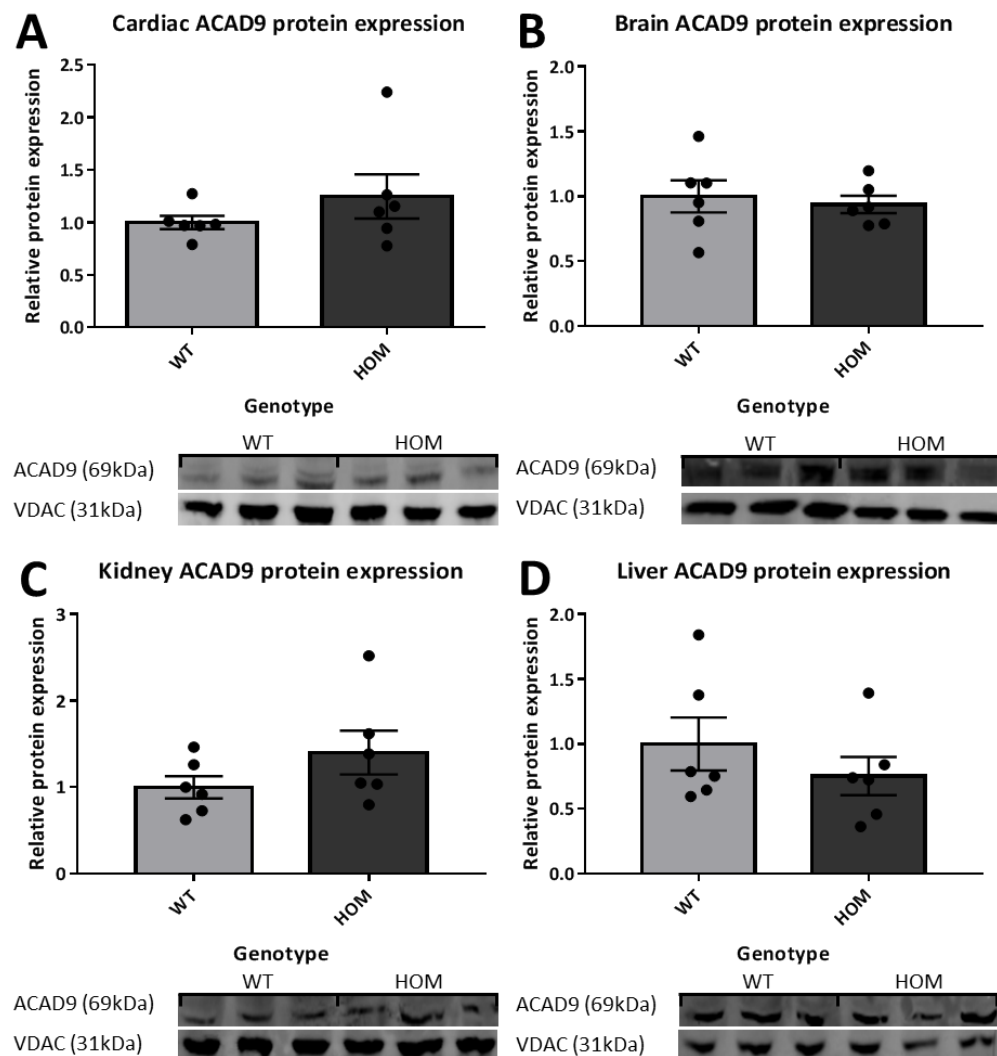 A
Cardiac ACAD9 protein expression
Relative protein expression
2.5
2.0
1.5
1.0
0.5
0.0
WT
HOM
Genotype
WT
HOM
ACAD9 (69kDa)
VDAC (31kDa)
B
Brain ACAD9 protein expression
Relative protein expression
2.0
1.5
1.0
0.5
0.0
WT
HOM
Genotype
WT
HOM
ACAD9 (69kDa)
VDAC (31kDa)
C
Kidney ACAD9 protein expression
Relative protein expression
3
2
1
0
WT
HOM
Genotype
WT
HOM
ACAD9 (69kDa)
VDAC (31kDa)
D
Liver ACAD9 protein expression
Relative protein expression
2.0
1.5
1.0
0.5
0.0
WT
HOM
Genotype
WT
HOM
ACAD9 (69kDa)
VDAC (31kDa)